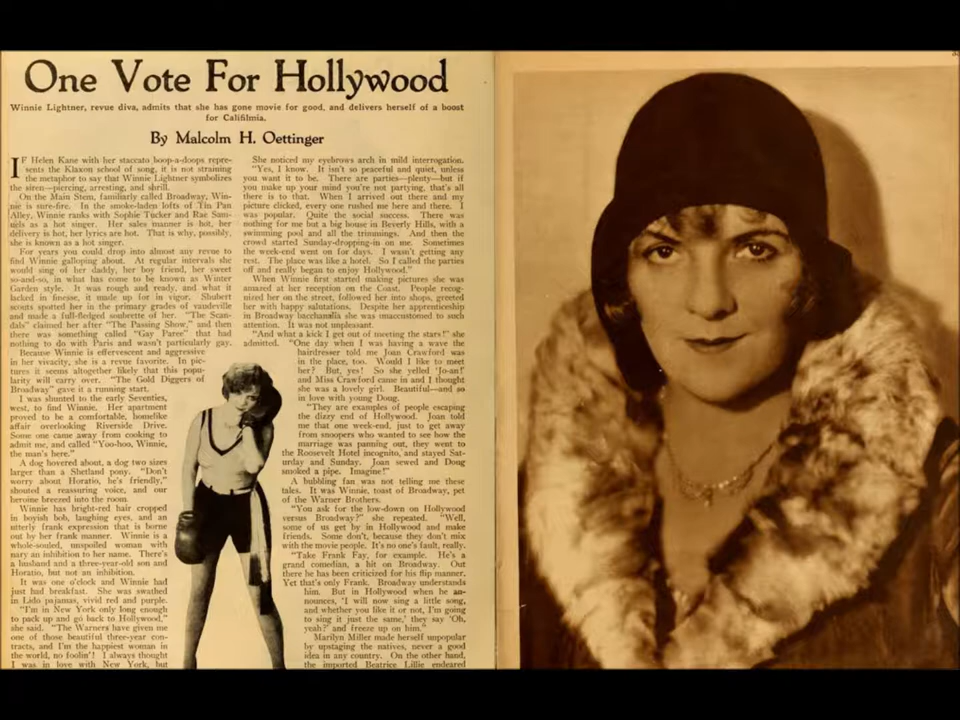 One Vote For Hollywood
Winnie Lightner, revue diva, admits that she has gone movie for good, and delivers herself of a boost
for Califilmia.
By Malcolm H. Oettinger
IF Helen Kane with her staccato boop-a-doops repre-
sents the Klaxon school of song, it is not straining
the metaphor to say that Winnie Lightner symbolizes
the siren—piercing, arresting, and shrill.
On the Main Stem, familiarly called Broadway, Win-
nie is sure-fire. In the smoke-laden lofts of Tin Pan
Alley, Winnie ranks with Sophie Tucker and Rae Sam-
uels as a hot singer. Her sales manner is hot, her
delivery is hot, her lyrics are hot. That is why, possibly,
she is known as a hot singer.
For years you could drop into almost any revue to
find Winnie galloping about. At regular intervals she
would sing of her daddy, her boy friend, her sweet
so-and-so, in what has come to be known as Winter
Garden style. It was rough and ready, and what it
lacked in finesse, it made up for in vigor. Shubert
scouts spotted her in the primary grades of vaudeville
and made a full-fledged soubrette of her. "The Scan-
dals" claimed her after "The Passing Show," and then
there was something called "Gay Paree" that had
nothing to do with Paris and wasn't particularly gay.
Because Winnie is effervescent and aggressive
in her vivacity, she is a revue favorite. In pic-
tures it seems altogether likely that this popu-
larity will carry over. "The Gold Diggers of
Broadway" gave it a running start.
I was shunted to the early Seventies,
west, to find Winnie. Her apartment
proved to be a comfortable, homelike
affair overlooking Riverside Drive.
Some one came away from cooking to
admit me, and called "Yoo-hoo, Winnie,
the man's here."
A dog hovered about, a dog two sizes
larger than a Shetland pony. "Don't
worry about Horatio, he's friendly,"
shouted a reassuring voice, and our
heroine breezed into the room.
Winnie has bright-red hair cropped
in boyish bob, laughing eyes, and an
utterly frank expression that is borne
out by her frank manner. Winnie is a
whole-souled, unspoiled woman with
nary an inhibition to her name. There's
a husband and a three-year-old son and
Horatio, but not an inhibition.
It was one o'clock and Winnie had
just had breakfast. She was swathed
in Lido pajamas, vivid red and purple.
"I'm in New York only long enough
to pack up and go back to Hollywood,"
she said. "The Warners have given me
one of those beautiful three-year con-
tracts, and I'm the happiest woman in
the world, no foolin'! I always thought
I was in love with New York, but
She noticed my eyebrows arch in mild interrogation.
"Yes, I know. It isn't so peaceful and quiet, unless
you want it to be. There are parties—plenty—but if
you make up your mind you're not partying, that's all
there is to that. When I arrived out there and my
picture clicked, every one rushed me here and there. I
was popular. Quite the social success. There was
nothing for me but a big house in Beverly Hills, with a
swimming pool and all the trimmings. And then the
crowd started Sunday-dropping-in on me. Sometimes
the week-end went on for days. I wasn't getting any
rest. The place was like a hotel. So I called the parties
off and really began to enjoy Hollywood."
When Winnie first started making pictures she was
amazed at her reception on the Coast. People recog-
nized her on the street, followed her into shops, greeted
her with happy salutations. Despite her apprenticeship
in Broadway bacchanalia she was unaccustomed to such
attention. It was not unpleasant.
"And what a kick I get out of meeting the stars!" she
admitted. "One day when I was having a wave the
hairdresser told me Joan Crawford was
in the place, too. Would I like to meet
her? But, yes! So she yelled 'Jo-an!'
and Miss Crawford came in and I thought
she was a lovely girl. Beautiful—and so
in love with young Doug.
"They are examples of people escaping
the dizzy end of Hollywood. Joan told
me that one week-end, just to get away
from snoopers who wanted to see how the
marriage was panning out, they went to
the Roosevelt Hotel incognito, and stayed Sat-
urday and Sunday. Joan sewed and Doug
smoked a pipe. Imagine!"
A bubbling fan was not telling me these
tales. It was Winnie, toast of Broadway, pet
of the Warner Brothers.
"You ask for the low-down on Hollywood
versus Broadway?" she repeated. "Well,
some of us get by in Hollywood and make
friends. Some don't, because they don't mix
with the movie people. It's no one's fault, really.
"Take Frank Fay, for example. He's a
grand comedian, a hit on Broadway. Out
there he has been criticized for his flip manner.
Yet that's only Frank. Broadway understands
him. But in Hollywood when he an-
nounces, 'I will now sing a little song,
and whether you like it or not, I'm going
to sing it just the same,' they say 'Oh,
yeah?' and freeze up on him."
Marilyn Miller made herself unpopular
by upstaging the natives, never a good
idea in any country. On the other hand,
the imported Beatrice Lillie endeared